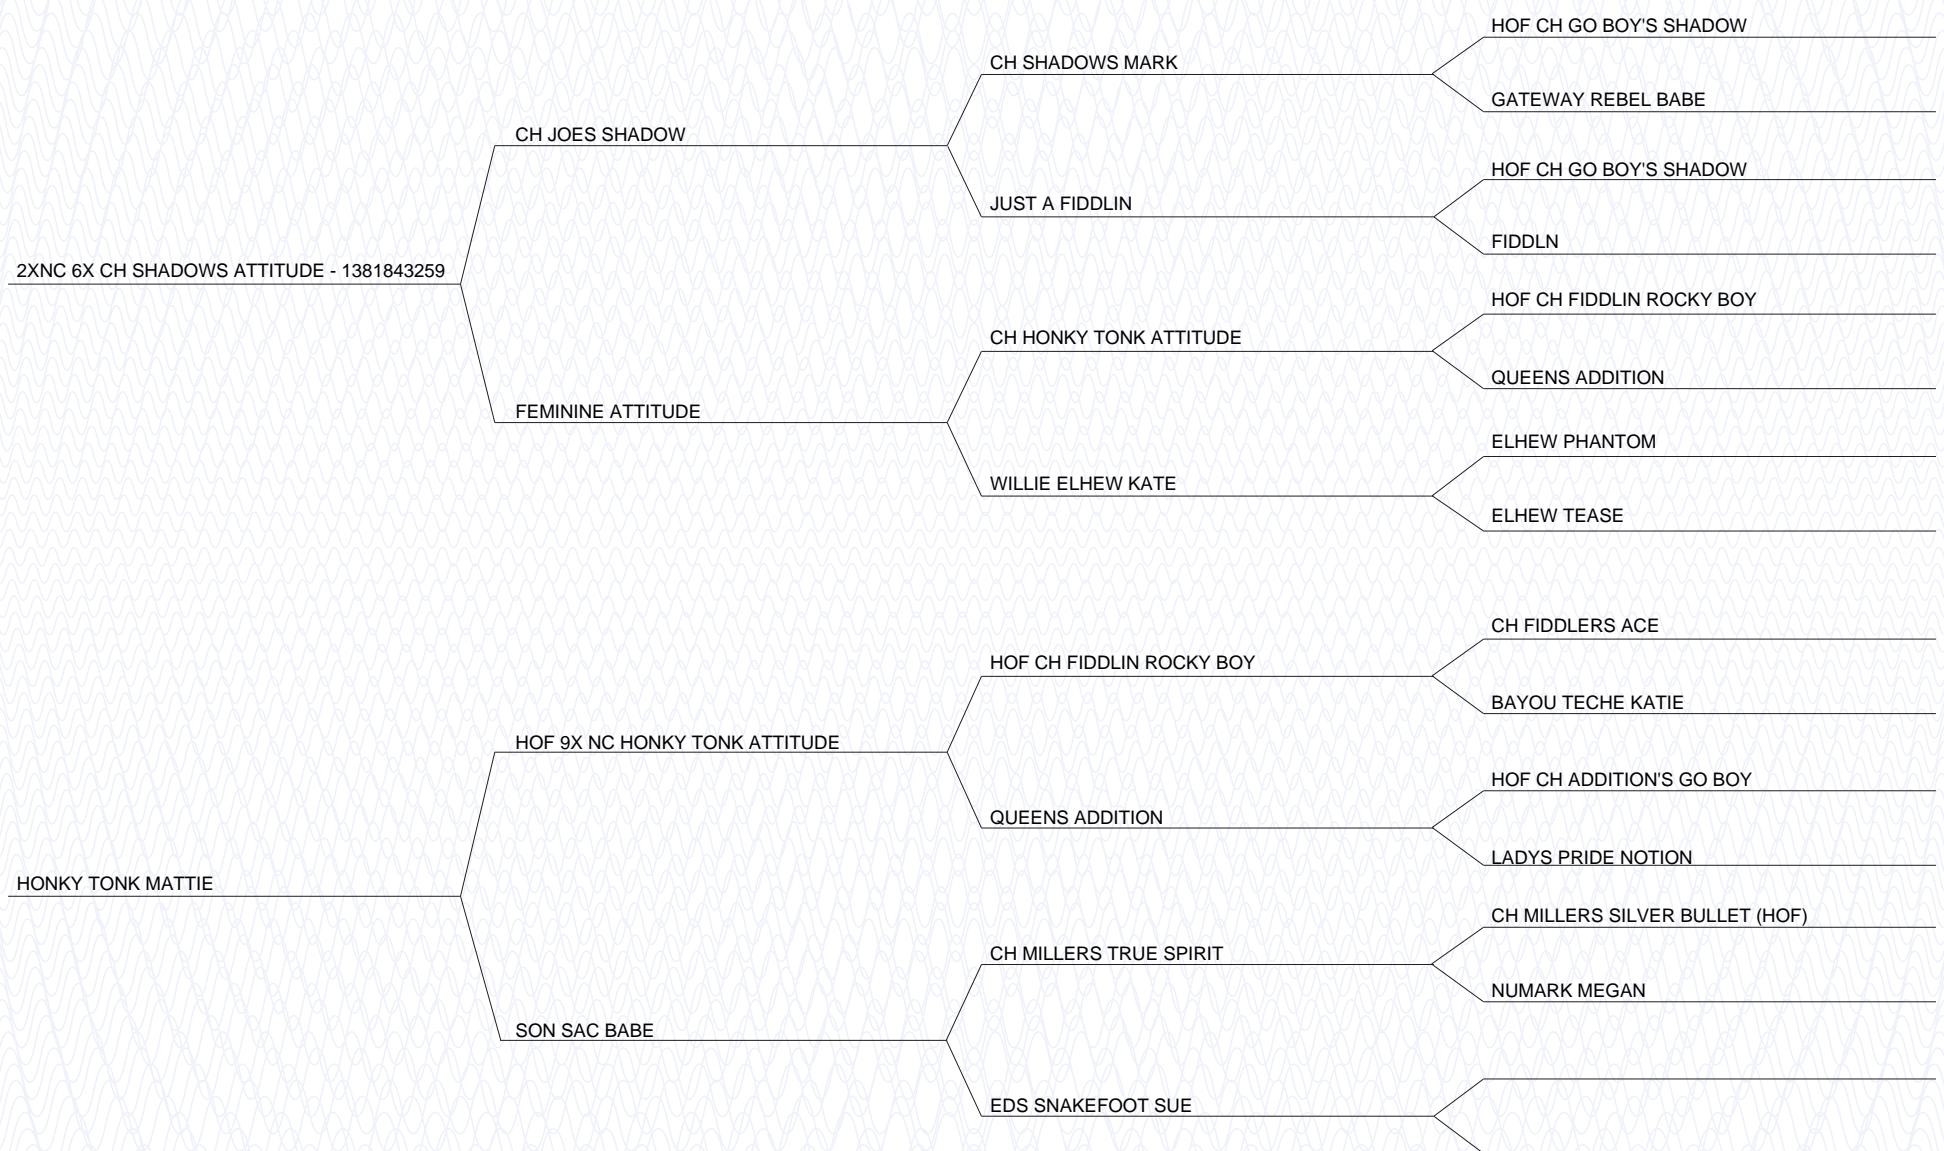 HOF CH GO BOY'S SHADOW
CH SHADOWS MARK
GATEWAY REBEL BABE
CH JOES SHADOW
HOF CH GO BOY'S SHADOW
JUST A FIDDLIN
FIDDLN
2XNC 6X CH SHADOWS ATTITUDE - 1381843259
HOF CH FIDDLIN ROCKY BOY
CH HONKY TONK ATTITUDE
QUEENS ADDITION
FEMININE ATTITUDE
ELHEW PHANTOM
WILLIE ELHEW KATE
ELHEW TEASE
CH FIDDLERS ACE
HOF CH FIDDLIN ROCKY BOY
BAYOU TECHE KATIE
HOF 9X NC HONKY TONK ATTITUDE
HOF CH ADDITION'S GO BOY
QUEENS ADDITION
LADYS PRIDE NOTION
HONKY TONK MATTIE
CH MILLERS SILVER BULLET (HOF)
CH MILLERS TRUE SPIRIT
NUMARK MEGAN
SON SAC BABE
EDS SNAKEFOOT SUE